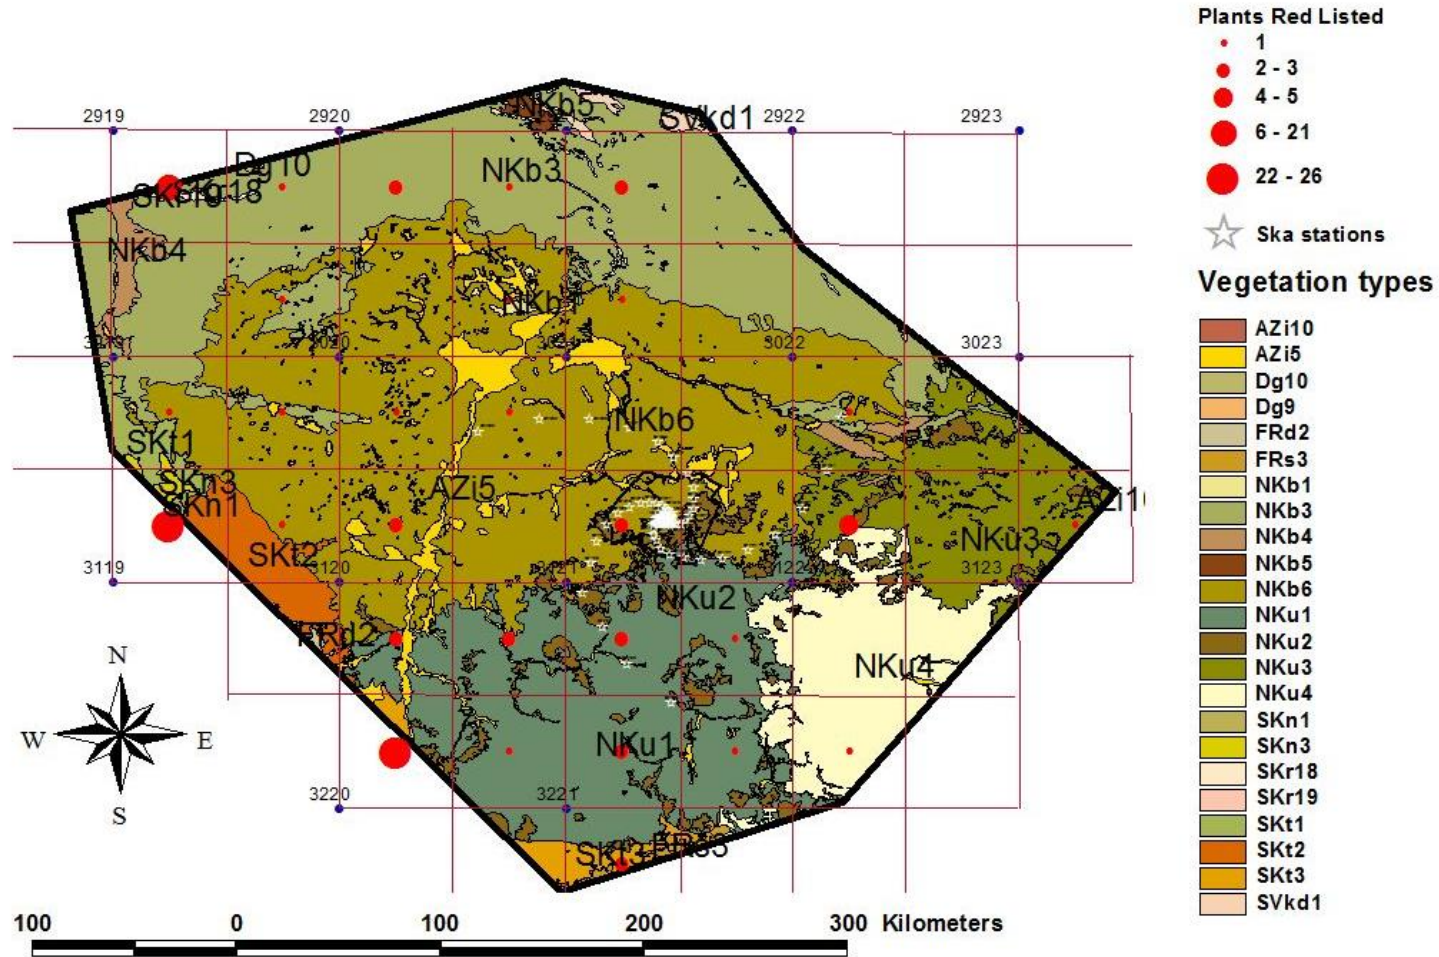 Plants Red Listed
1
2 - 3
4 - 5
6 - 21
22 - 26
Ska stations
Vegetation types
AZi10
AZi5
Dg10
Dg9
FRd2
FRs3
NKb1
NKb3
NKb4
NKb5
NKb6
NKu1
NKu2
NKu3
NKu4
SKn1
SKn3
SKr18
SKr19
SKt1
SKt2
SKt3
SVkd1
NKb5
2919
2920
SVkd1
2922
2923
Dg10
NKb3
NKb4
NKb1
3022
3023
NKb6
SKt1
SKn3
SKn1
AZi5
SKt2
NKu3
3119
3120
3123
NKu2
FRd2
NKu4
NKu1
3220
3221
SKt3
FRs3
N
W
E
S
100
0
100
200
300 Kilometers